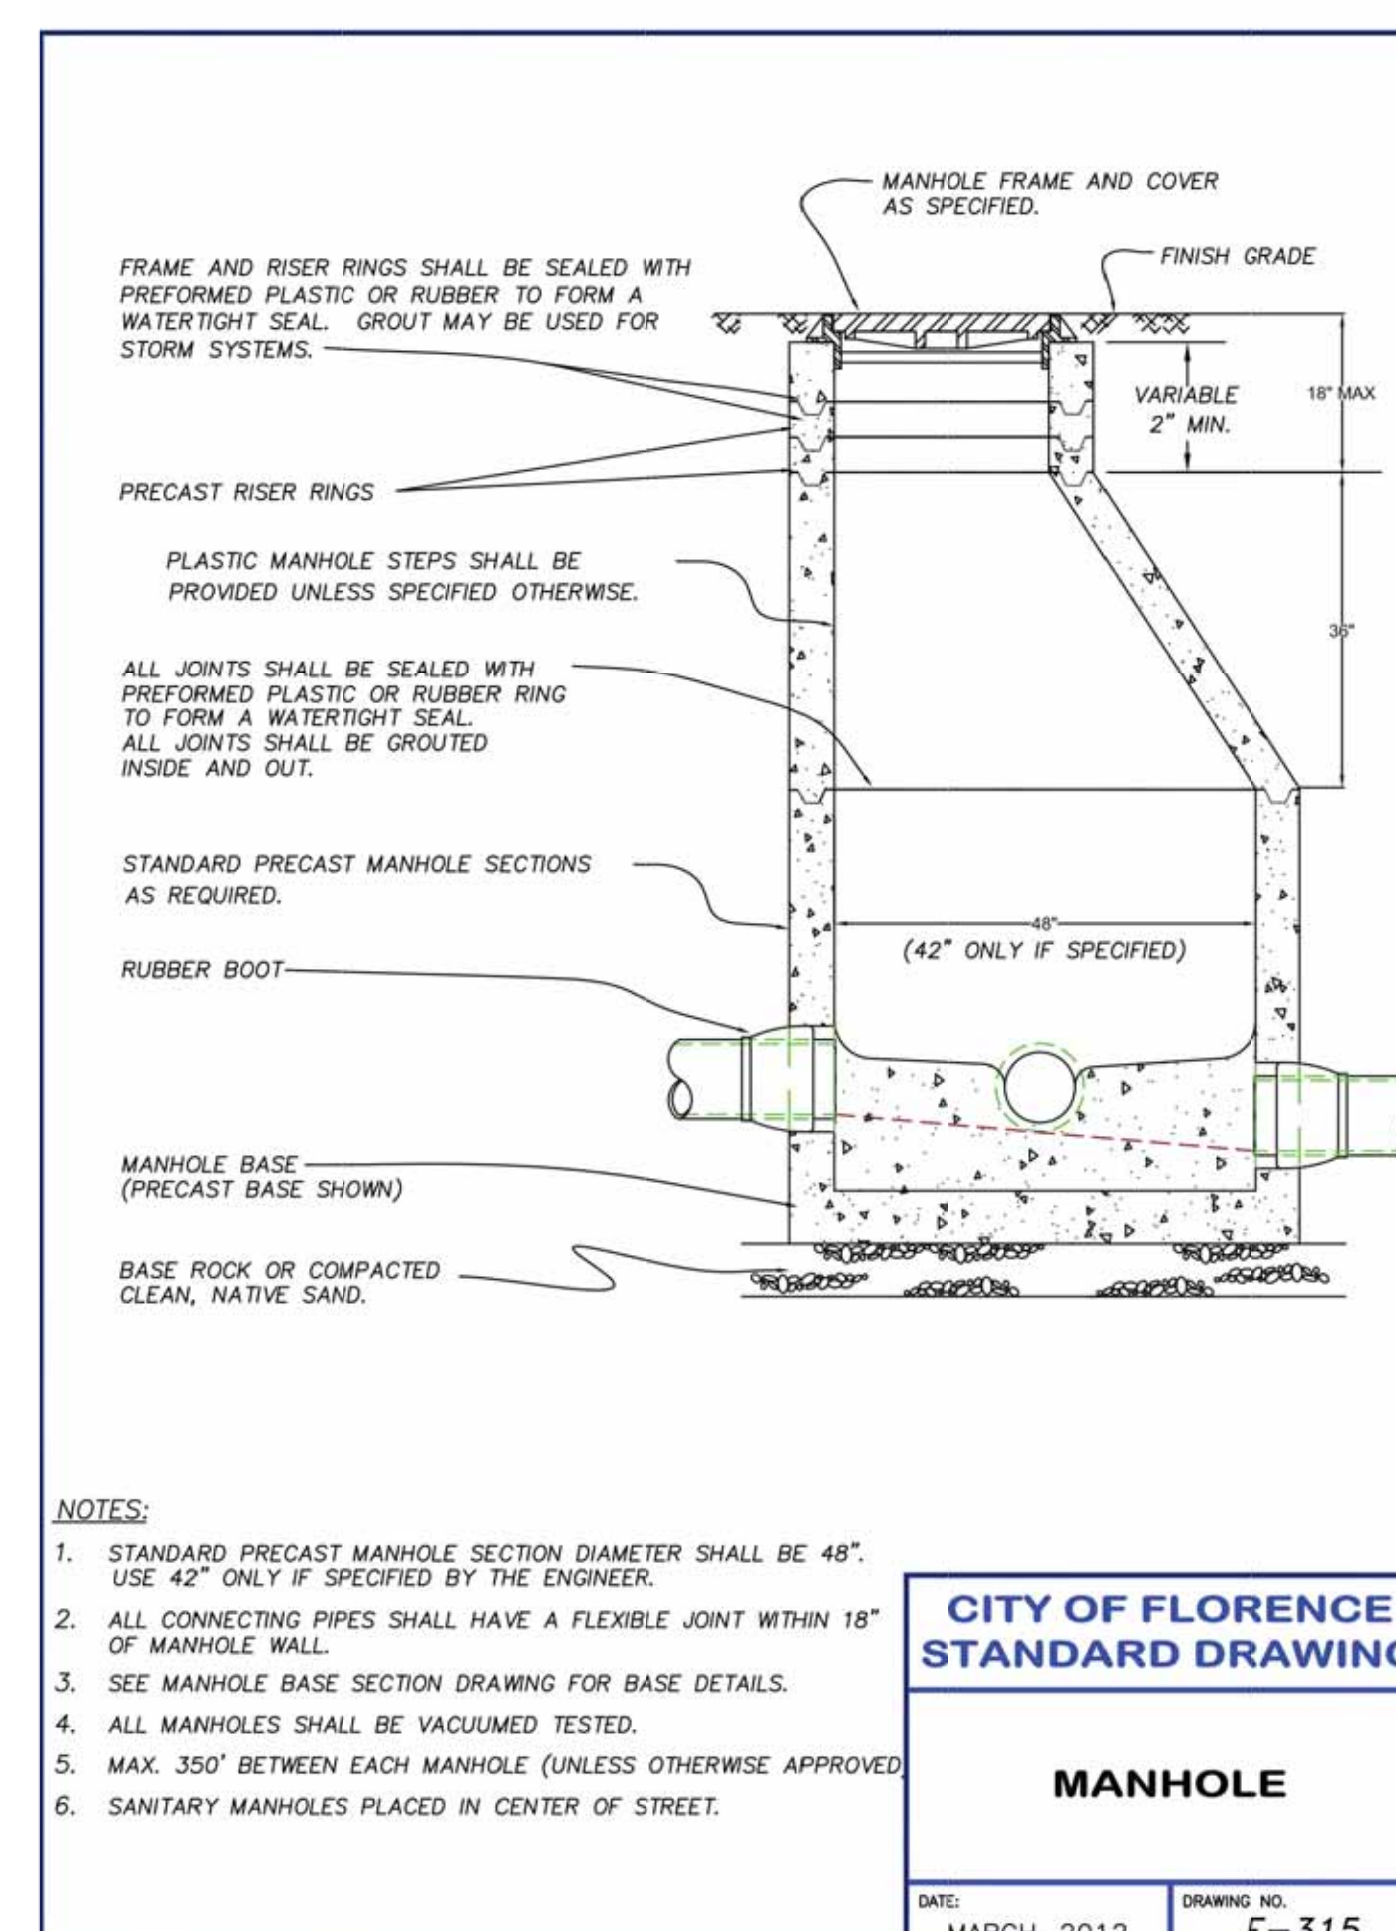 MANHOLE FRAME AND COVER
AS SPECIFIED.
FINISH GRADE
FRAME AND RISER RINGS SHALL BE SEALED WITH
PREFORMED PLASTIC OR RUBBER TO FORM A
WATERTIGHT SEAL. GROUT MAY BE USED FOR
STORM SYSTEMS.
VARIABLE
2" MIN.
18" MAX
PRECAST RISER RINGS
PLASTIC MANHOLE STEPS SHALL BE
PROVIDED UNLESS SPECIFIED OTHERWISE.
36"
ALL JOINTS SHALL BE SEALED WITH
PREFORMED PLASTIC OR RUBBER RING
TO FORM A WATERTIGHT SEAL.
ALL JOINTS SHALL BE GROUTED
INSIDE AND OUT.
STANDARD PRECAST MANHOLE SECTIONS
AS REQUIRED.
48"
(42" ONLY IF SPECIFIED)
RUBBER BOOT
MANHOLE BASE
(PRECAST BASE SHOWN)
BASE ROCK OR COMPACTED
CLEAN, NATIVE SAND.
NOTES:
1. STANDARD PRECAST MANHOLE SECTION DIAMETER SHALL BE 48".
USE 42" ONLY IF SPECIFIED BY THE ENGINEER.
2. ALL CONNECTING PIPES SHALL HAVE A FLEXIBLE JOINT WITHIN 18"
OF MANHOLE WALL.
3. SEE MANHOLE BASE SECTION DRAWING FOR BASE DETAILS.
4. ALL MANHOLES SHALL BE VACUUMED TESTED.
5. MAX. 350' BETWEEN EACH MANHOLE (UNLESS OTHERWISE APPROVED)
6. SANITARY MANHOLES PLACED IN CENTER OF STREET.
CITY OF FLORENCE
STANDARD DRAWING
MANHOLE
DATE:
MARCH 2012
DRAWING NO.
F-315